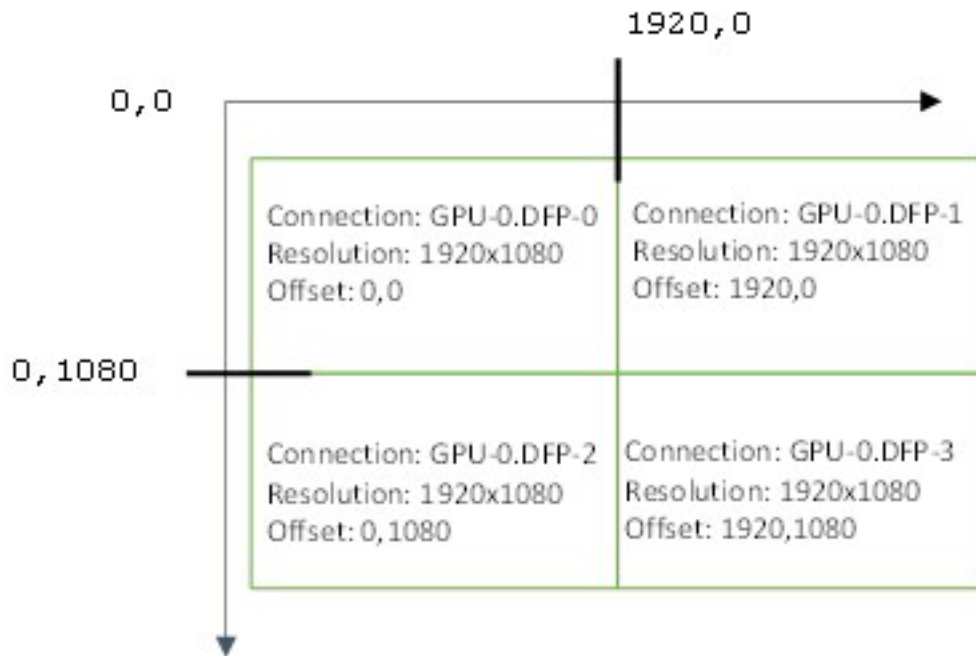 1920,0
0,0
Connection: GPU-0.DFP-0
Resolution: 1920x1080
Offset: 0,0
Connection: GPU-0.DFP-1
Resolution: 1920x1080
Offset: 1920,0
0,1080
Connection: GPU-0.DFP-2
Resolution: 1920x1080
Offset: 0,1080
Connection: GPU-0.DFP-3
Resolution: 1920x1080
Offset: 1920,1080